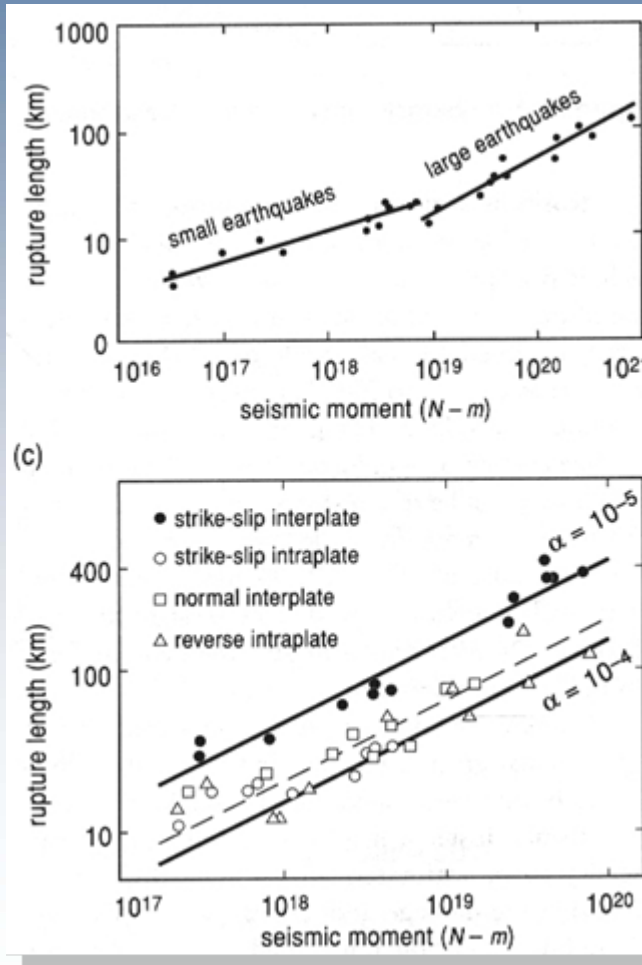 1000
100
10
0
rupture length (km)
small earthquakes
large earthquakes
10¹⁶ 10¹⁷ 10¹⁸ 10¹⁹ 10²⁰ 10²¹
seismic moment (N – m)
(c)
● strike-slip interplate
○ strike-slip intraplate
□ normal interplate
△ reverse intraplate
400
100
10
rupture length (km)
α = 10⁻⁵
α = 10⁻⁴
10¹⁷ 10¹⁸ 10¹⁹ 10²⁰
seismic moment (N – m)